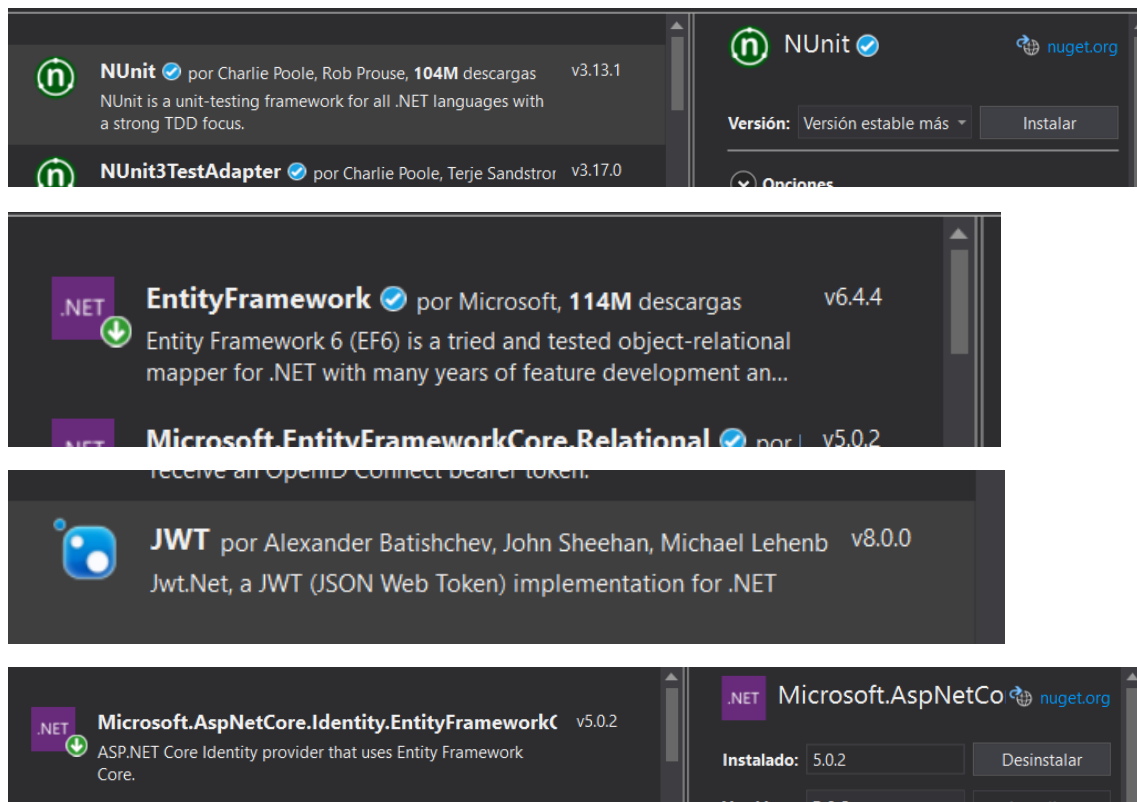 NUnit por Charlie Poole, Rob Prouse, 104M descargas v3.13.1
NUnit is a unit-testing framework for all .NET languages with
a strong TDD focus.
NUnit3TestAdapter por Charlie Poole, Terje Sandstror v3.17.0
NUnit nuget.org
Versión: Versión estable más Instalar
Opciones
.NET
EntityFramework por Microsoft, 114M descargas v6.4.4
Entity Framework 6 (EF6) is a tried and tested object-relational
mapper for .NET with many years of feature development an...
.NET
Microsoft.EntityFrameworkCore.Relational por v5.0.2
receive an OpenID Connect bearer token.
JWT por Alexander Batishchev, John Sheehan, Michael Lehenb v8.0.0
Jwt.Net, a JWT (JSON Web Token) implementation for .NET
.NET
Microsoft.AspNetCore.Identity.EntityFrameworkC v5.0.2
ASP.NET Core Identity provider that uses Entity Framework
Core.
.NET Microsoft.AspNetCo nuget.org
Instalado: 5.0.2 Desinstalar